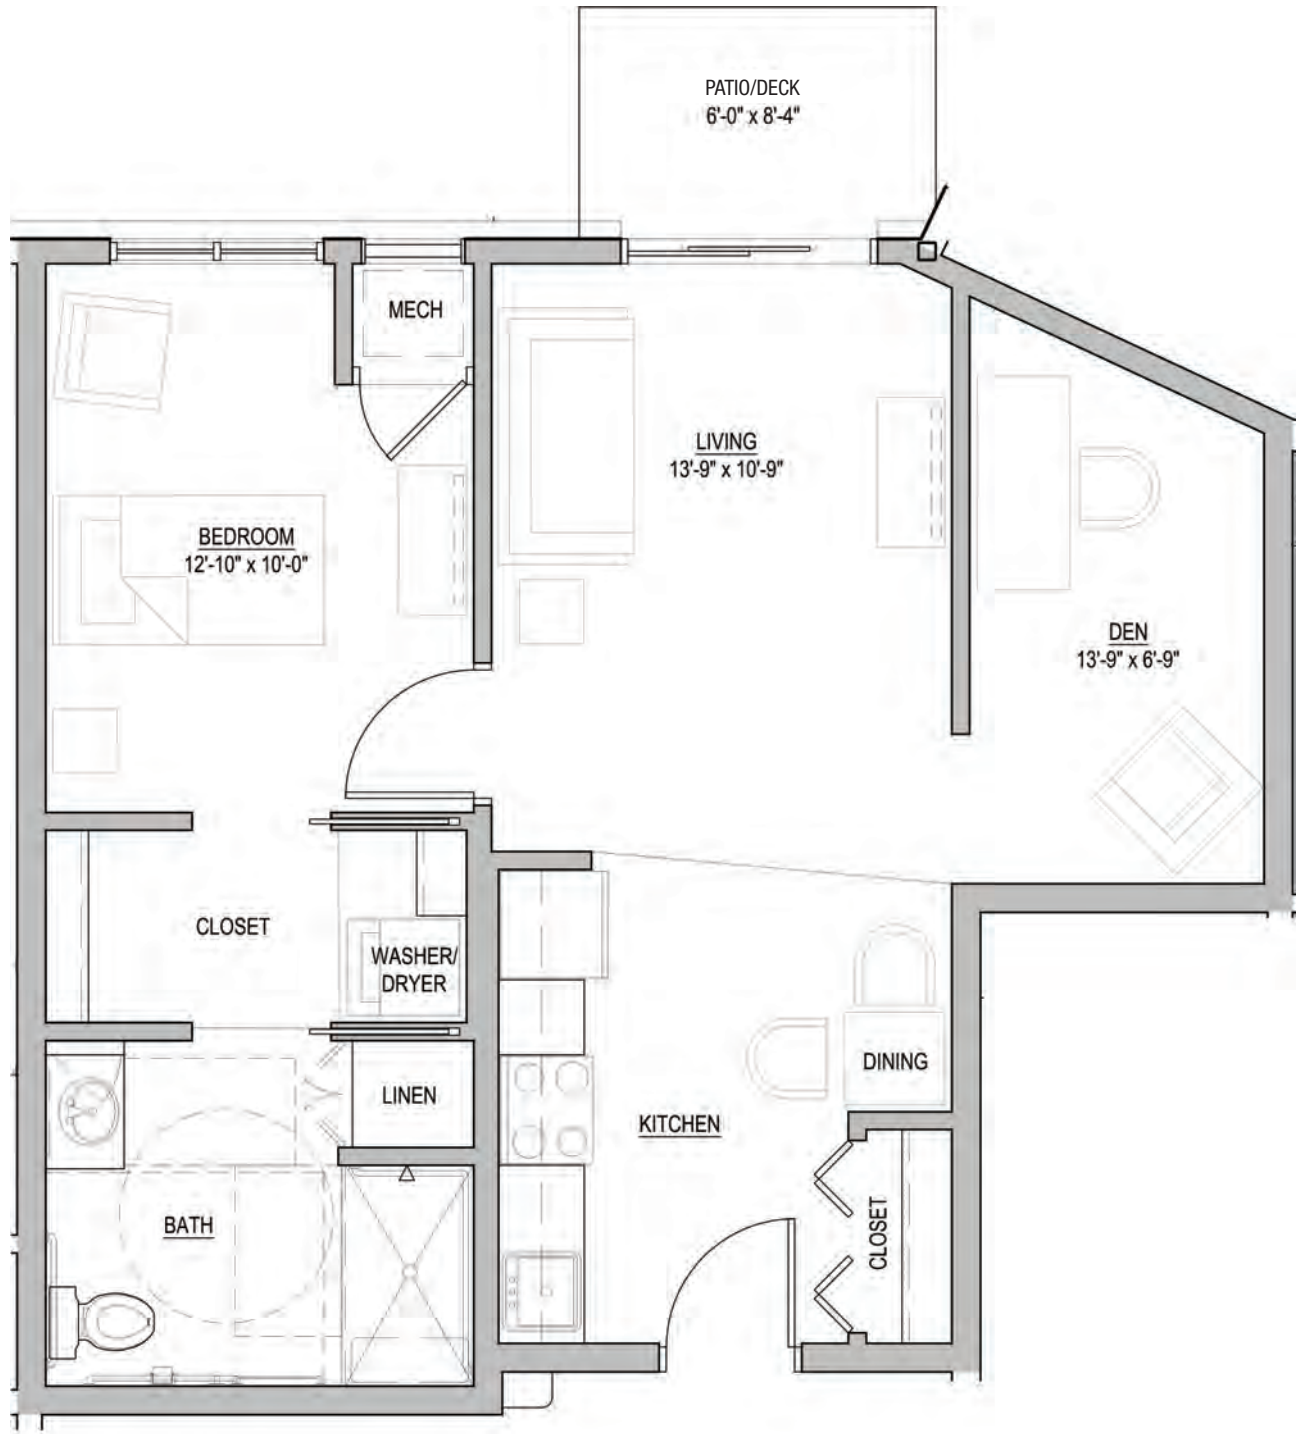 PATIO/DECK
6'-0" x 8'-4"
MECH
LIVING
13'-9" x 10'-9"
BEDROOM
12'-10" x 10'-0"
DEN
13'-9" x 6'-9"
CLOSET
WASHER/
DRYER
DINING
LINEN
KITCHEN
BATH
CLOSET